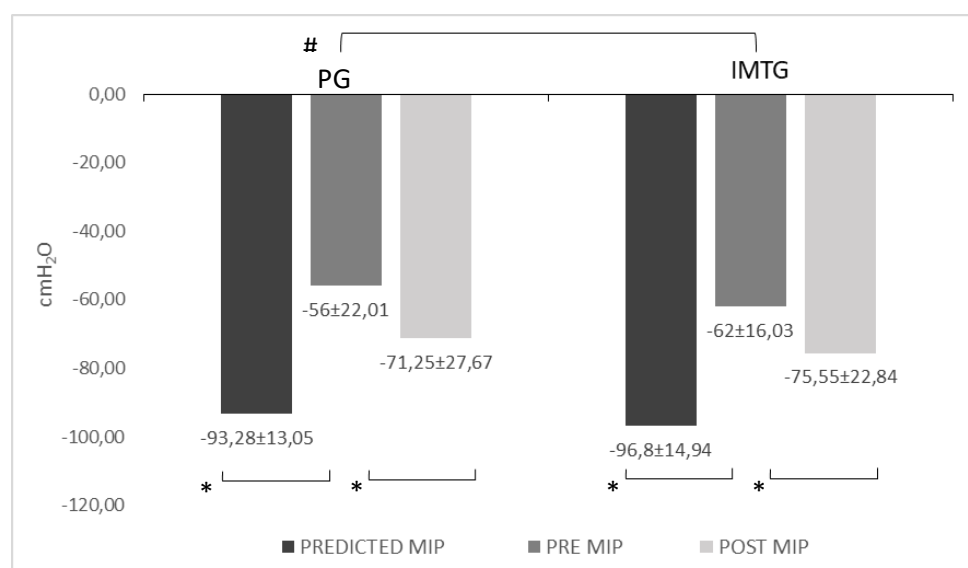 #
PG
IMTG
0,00
-20,00
-40,00
-60,00
-80,00
-100,00
-120,00
cmH₂O
-56±22,01
-62±16,03
-71,25±27,67
-75,55±22,84
-93,28±13,05
-96,8±14,94
* * * *
PREDICTED MIP PRE MIP POST MIP